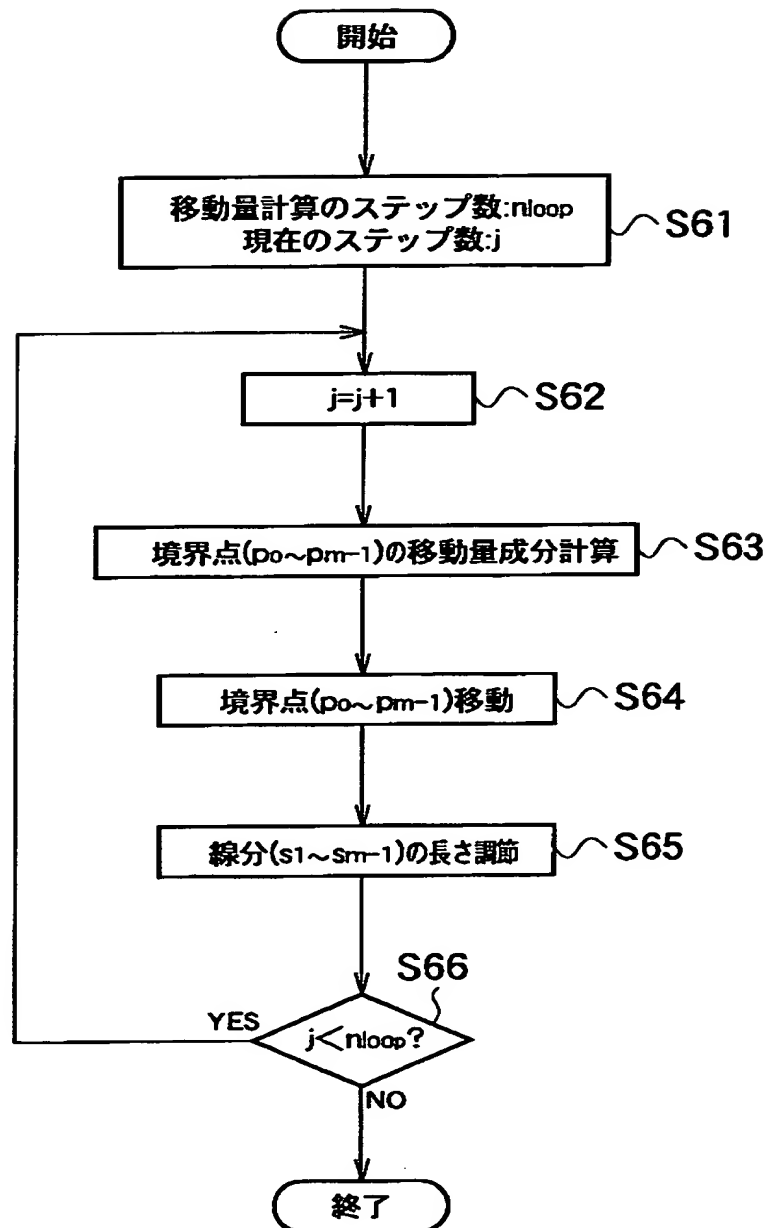 開始
移動量計算のステップ数:nloop
現在のステップ数:j
S61
j=j+1
S62
境界点(p0~pm-1)の移動量成分計算
S63
境界点(p0~pm-1)移動
S64
線分(s1~sm-1)の長さ調節
S65
S66
YES
j<nloop?
NO
終了